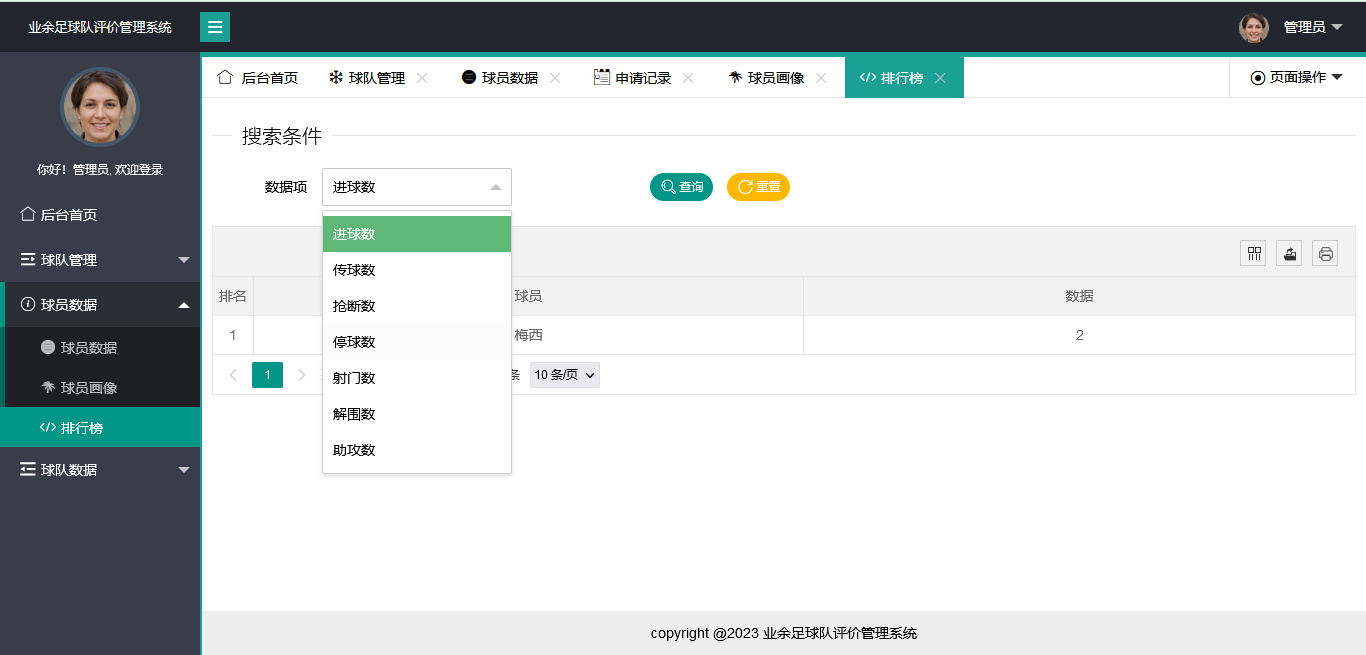 业余足球队评价管理系统
管理员
你好！管理员, 欢迎登录
后台首页
球队管理
球员数据
球员数据
球员画像
排行榜
球队数据
后台首页 球队管理 球员数据 申请记录 球员画像 </> 排行榜 页面操作
搜索条件
数据项 进球数 查询 重置
进球数
传球数
抢断数
停球数
射门数
解围数
助攻数
排名 球员 数据
1 梅西 2
1 条 10 条/页
copyright @2023 业余足球队评价管理系统